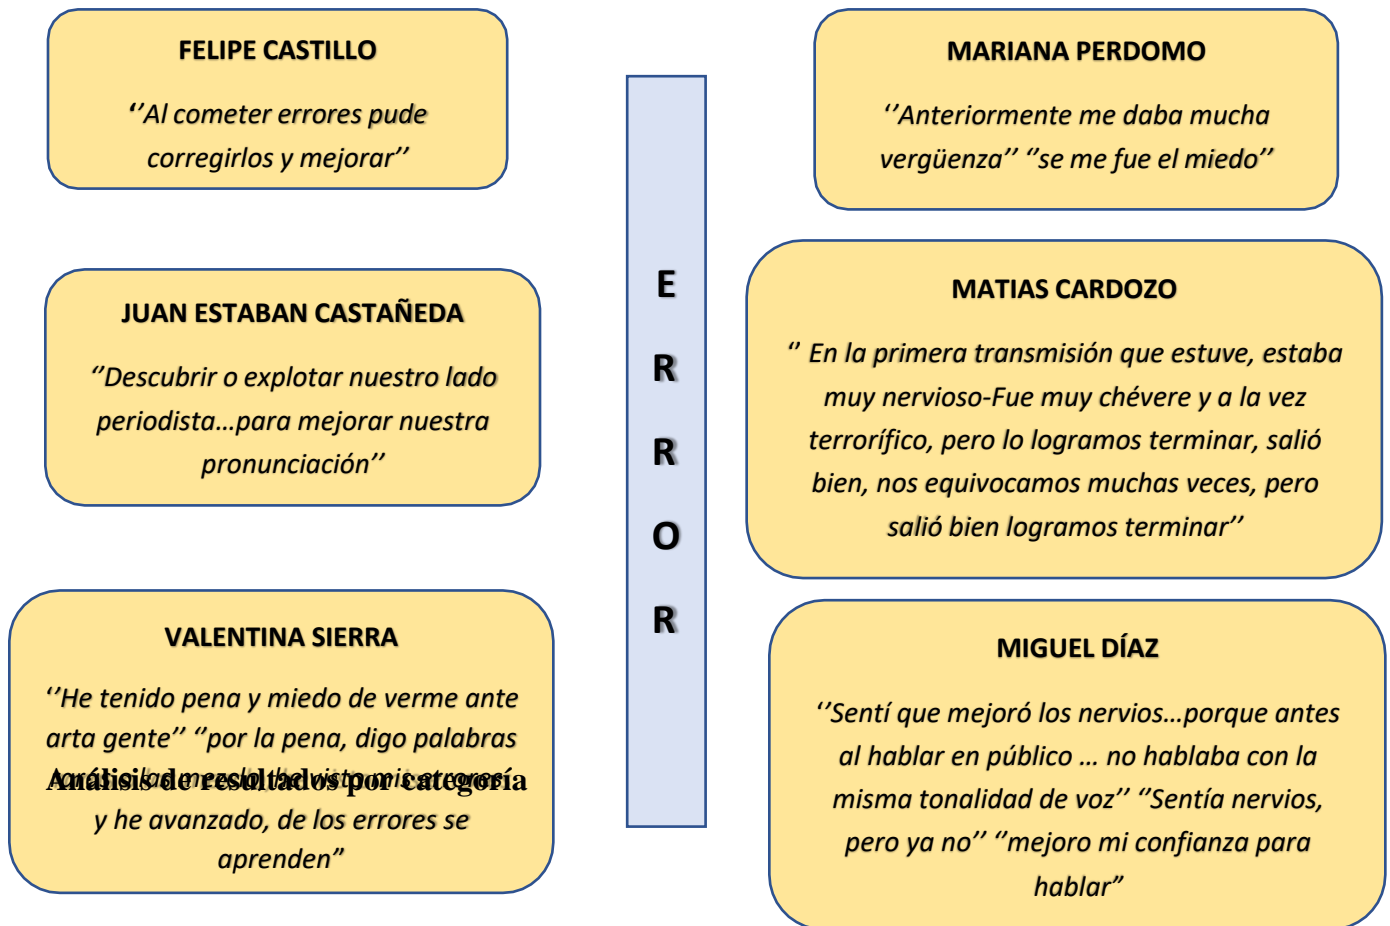 FELIPE CASTILLO
‘’Al cometer errores pude
corregirlos y mejorar’’
JUAN ESTABAN CASTAÑEDA
‘’Descubrir o explotar nuestro lado
periodista…para mejorar nuestra
pronunciación’’
VALENTINA SIERRA
‘’He tenido pena y miedo de verme ante
arta gente’’ ‘’por la pena, digo palabras
las mezclo, he visto mis errores
Análisis de resultados por categoría
y he avanzado, de los errores se
aprenden”
E
R
R
O
R
MARIANA PERDOMO
‘’Anteriormente me daba mucha
vergüenza’’ ‘’se me fue el miedo’’
MATIAS CARDOZO
‘’ En la primera transmisión que estuve, estaba
muy nervioso-Fue muy chévere y a la vez
terrorífico, pero lo logramos terminar, salió
bien, nos equivocamos muchas veces, pero
salió bien logramos terminar’’
MIGUEL DÍAZ
‘’Sentí que mejoró los nervios…porque antes
al hablar en público … no hablaba con la
misma tonalidad de voz’’ ‘’Sentía nervios,
pero ya no’’ ‘’mejoro mi confianza para
hablar”